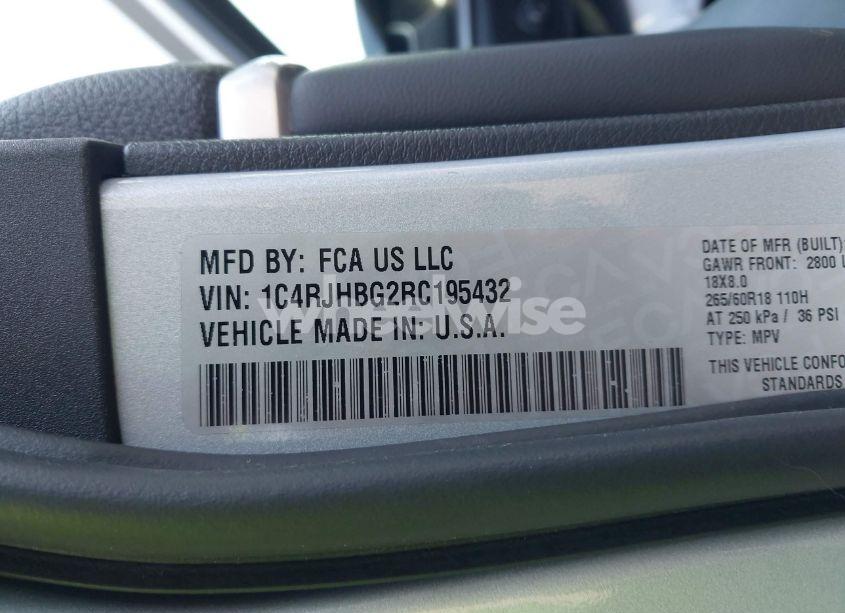 MFD BY: FCA US LLC
VIN: 1C4RJHBG2RC195432
VEHICLE MADE IN: U.S.A.
wheelwise
DATE OF MFR (BUILT):
GAWR FRONT: 2800 L
18X8.0
265/60R18 110H
AT 250 kPa / 36 PSI
TYPE: MPV
THIS VEHICLE CONFO
STANDARDS